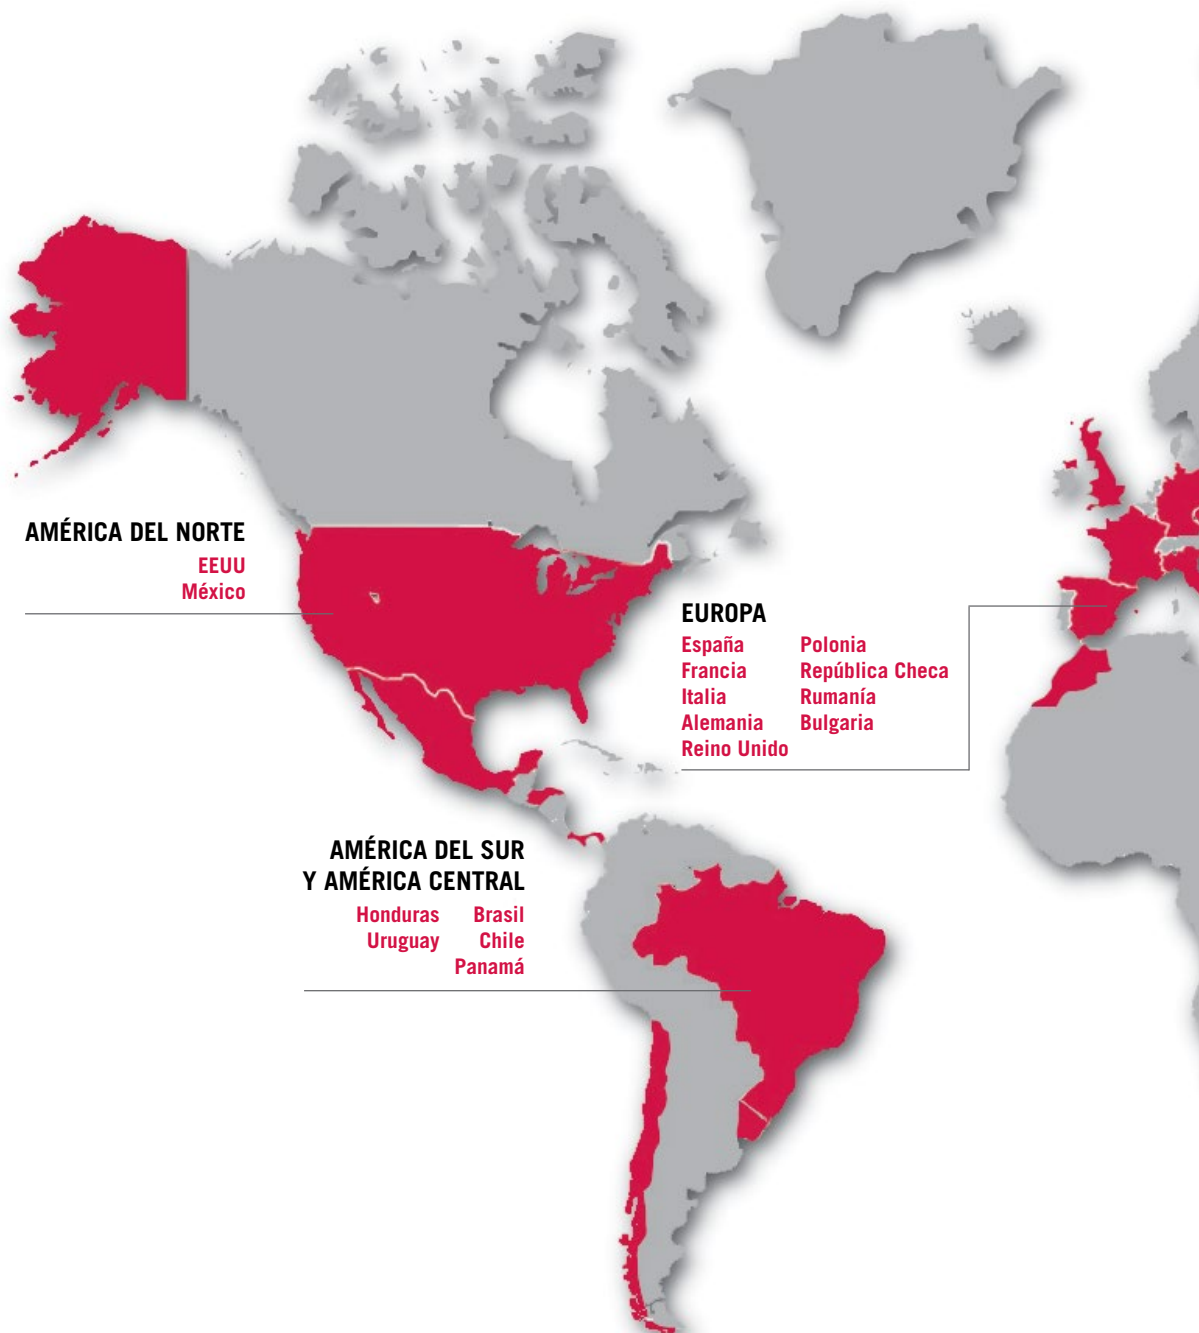 AMÉRICA DEL NORTE
EEUU
México
EUROPA
España Polonia
Francia República Checa
Italia Rumanía
Alemania Bulgaria
Reino Unido
AMÉRICA DEL SUR
Y AMÉRICA CENTRAL
Honduras Brasil
Uruguay Chile
Panamá